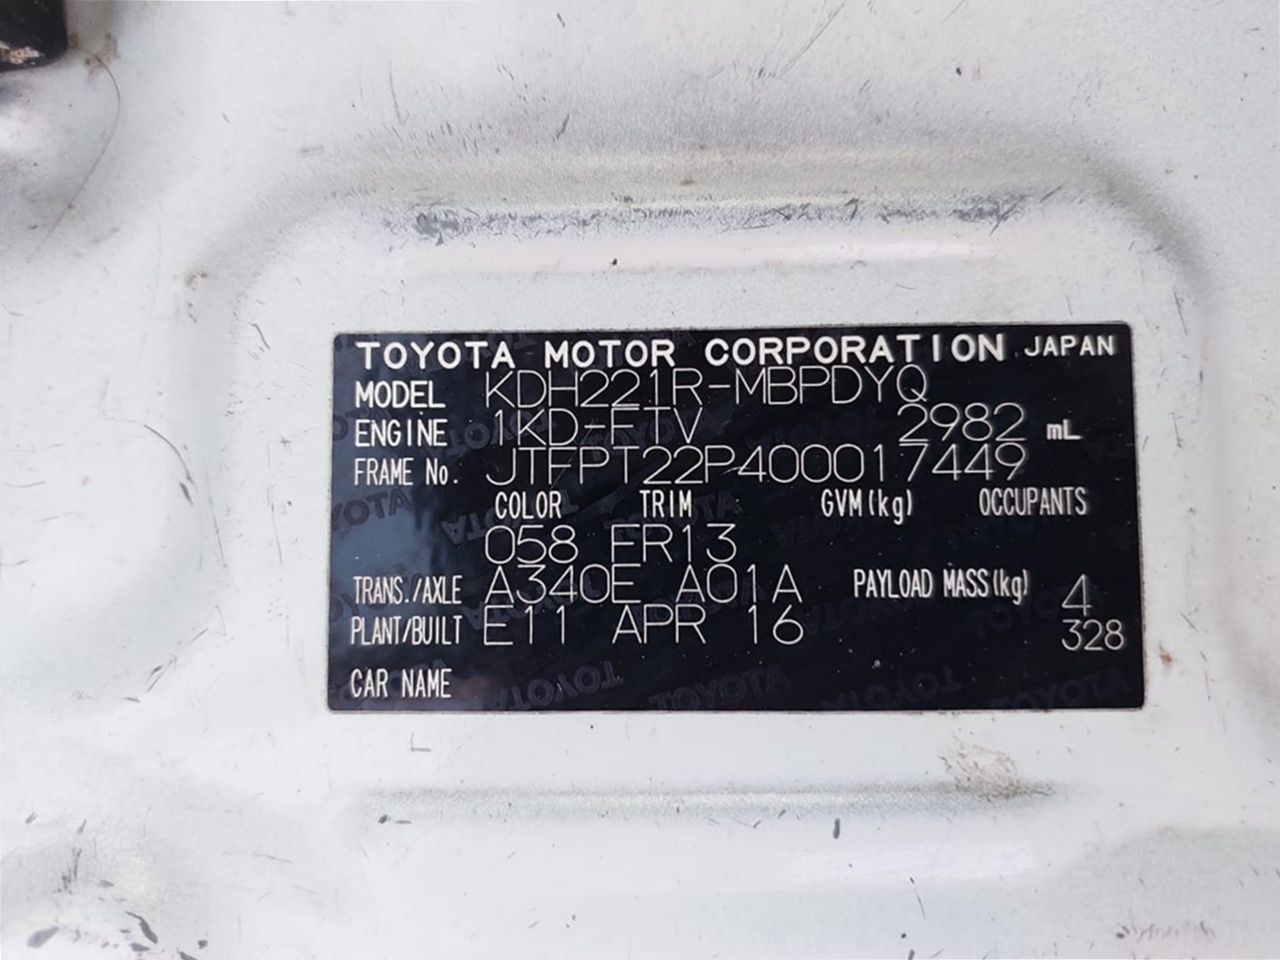 TOYOTA MOTOR CORPORATION JAPAN
MODEL KDH221R-MBPDYQ
ENGINE 1KD-FTV 2982 mL
FRAME No. JTFPT22P400017449
COLOR TRIM GVM(kg) OCCUPANTS
058 FR13
TRANS./AXLE A340E A01A PAYLOAD MASS(kg) 4
PLANT/BUILT E11 APR 16 328
CAR NAME